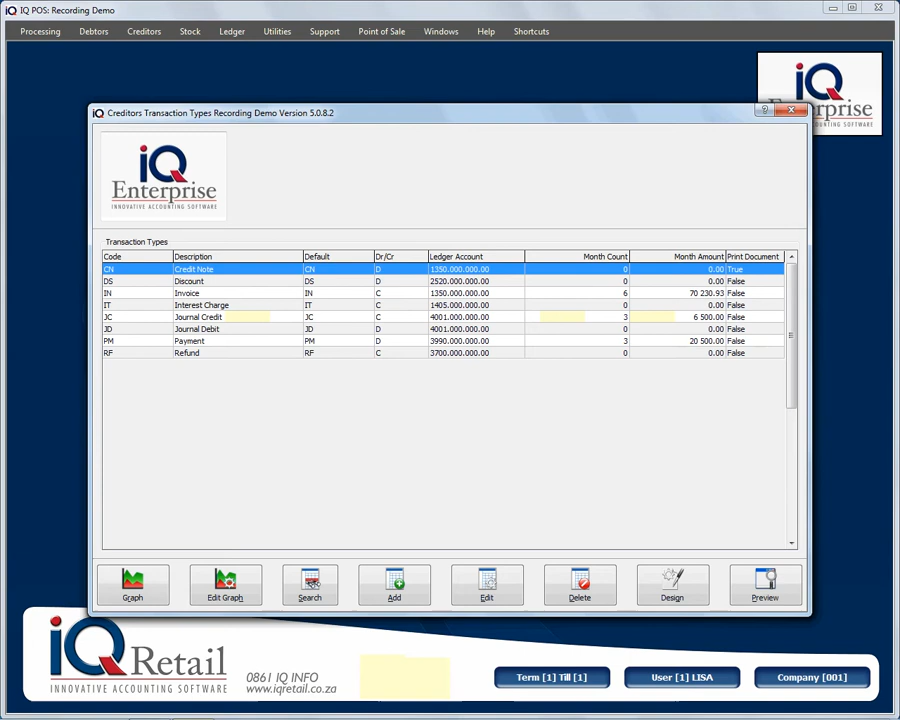 IQ POS: Recording Demo
Processing Debtors Creditors Stock Ledger Utilities Support Point of Sale Windows Help Shortcuts
iQ
Enterprise
ACCOUNTING SOFTWARE
Creditors Transaction Types Recording Demo Version 5.0.8.2
iQ
Enterprise
INNOVATIVE ACCOUNTING SOFTWARE
Transaction Types
Code Description Default Dr/Cr Ledger Account Month Count Month Amount Print Document
CN Credit Note CN D 1350.000.000.00 0 0.00 True
DS Discount DS D 2520.000.000.00 0 0.00 False
IN Invoice IN C 1350.000.000.00 6 70 230.93 False
IT Interest Charge IT C 1405.000.000.00 0 0.00 False
JC Journal Credit JC C 4001.000.000.00 3 6 500.00 False
JD Journal Debit JD D 4001.000.000.00 0 0.00 False
PM Payment PM D 3990.000.000.00 3 20 500.00 False
RF Refund RF C 3700.000.000.00 0 0.00 False
Graph Edit Graph Search Add Edit Delete Design Preview
iQ Retail
INNOVATIVE ACCOUNTING SOFTWARE
0861 IQ INFO
www.iqretail.co.za
Term [1] Till [1] User [1] LISA Company [001]